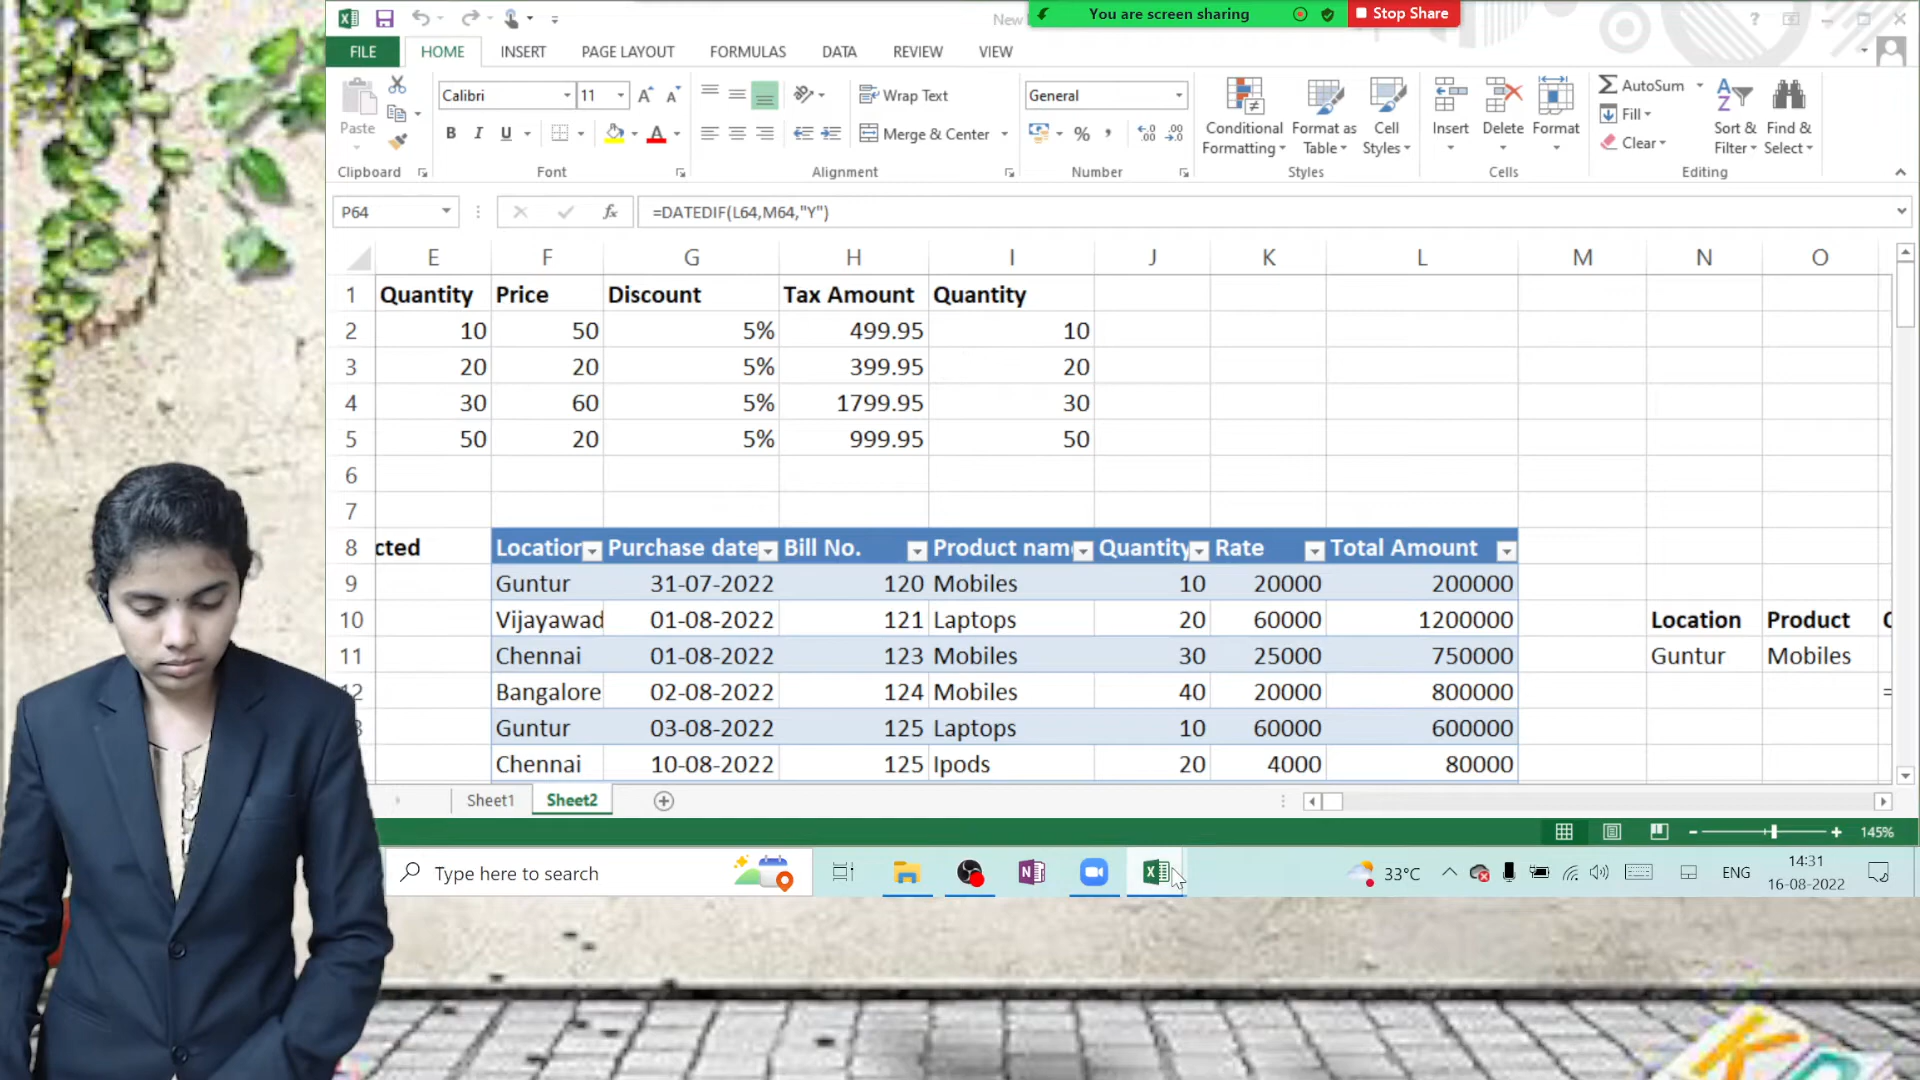 New
You are screen sharing
Stop Share
FILE HOME INSERT PAGE LAYOUT FORMULAS DATA REVIEW VIEW
Paste
Clipboard
Calibri 11
B I U
Font
Wrap Text
Merge & Center
Alignment
General
% ,
Number
Conditional Formatting
Format as Table
Cell Styles
Styles
Insert
Delete
Format
Cells
AutoSum
Fill
Clear
Sort & Filter
Find & Select
Editing
P64 fx =DATEDIF(L64,M64,"Y")
E F G H I J K L M N O
1 Quantity Price Discount Tax Amount Quantity
2 10 50 5% 499.95 10
3 20 20 5% 399.95 20
4 30 60 5% 1799.95 30
5 50 20 5% 999.95 50
6
7
8 cted Location Purchase date Bill No. Product nam Quantity Rate Total Amount
9 Guntur 31-07-2022 120 Mobiles 10 20000 200000
10 Vijayawad 01-08-2022 121 Laptops 20 60000 1200000 Location Product
11 Chennai 01-08-2022 123 Mobiles 30 25000 750000 Guntur Mobiles
12 Bangalore 02-08-2022 124 Mobiles 40 20000 800000 =
Guntur 03-08-2022 125 Laptops 10 60000 600000
Chennai 10-08-2022 125 Ipods 20 4000 80000
Sheet1 Sheet2
145%
Type here to search
33°C
ENG
14:31
16-08-2022